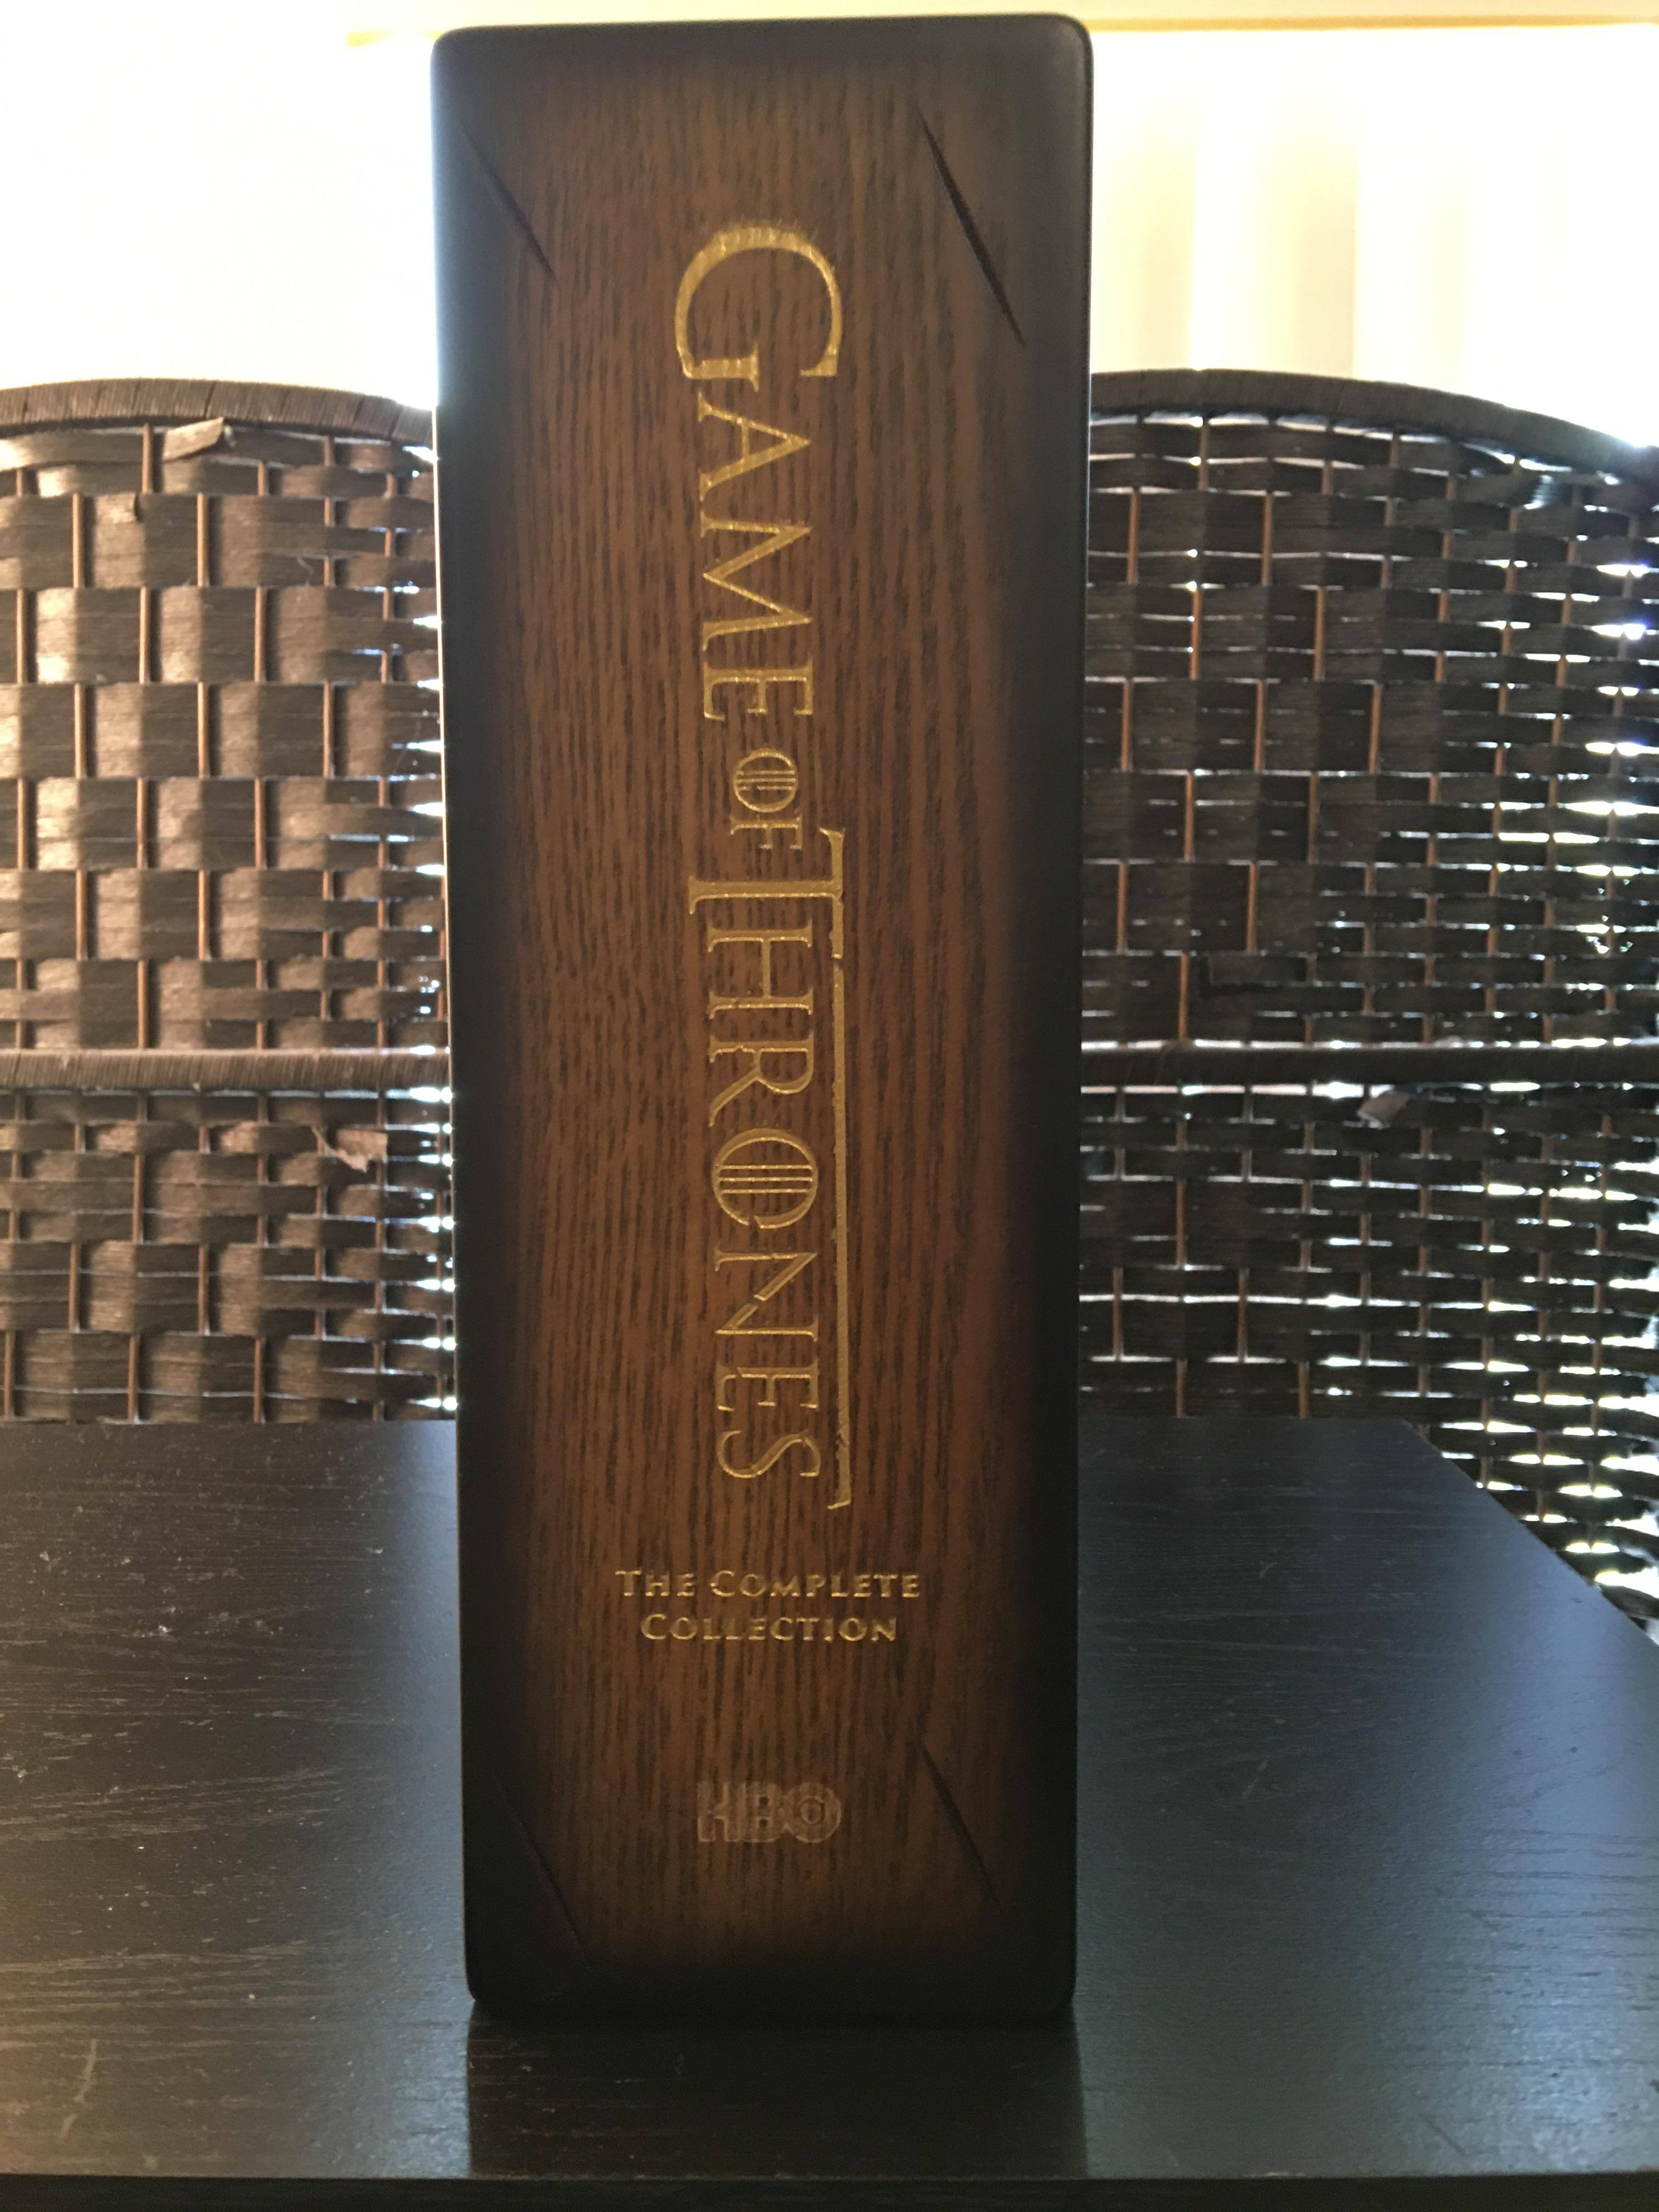 GAME OF THRONES
THE COMPLETE
COLLECTION
HBO